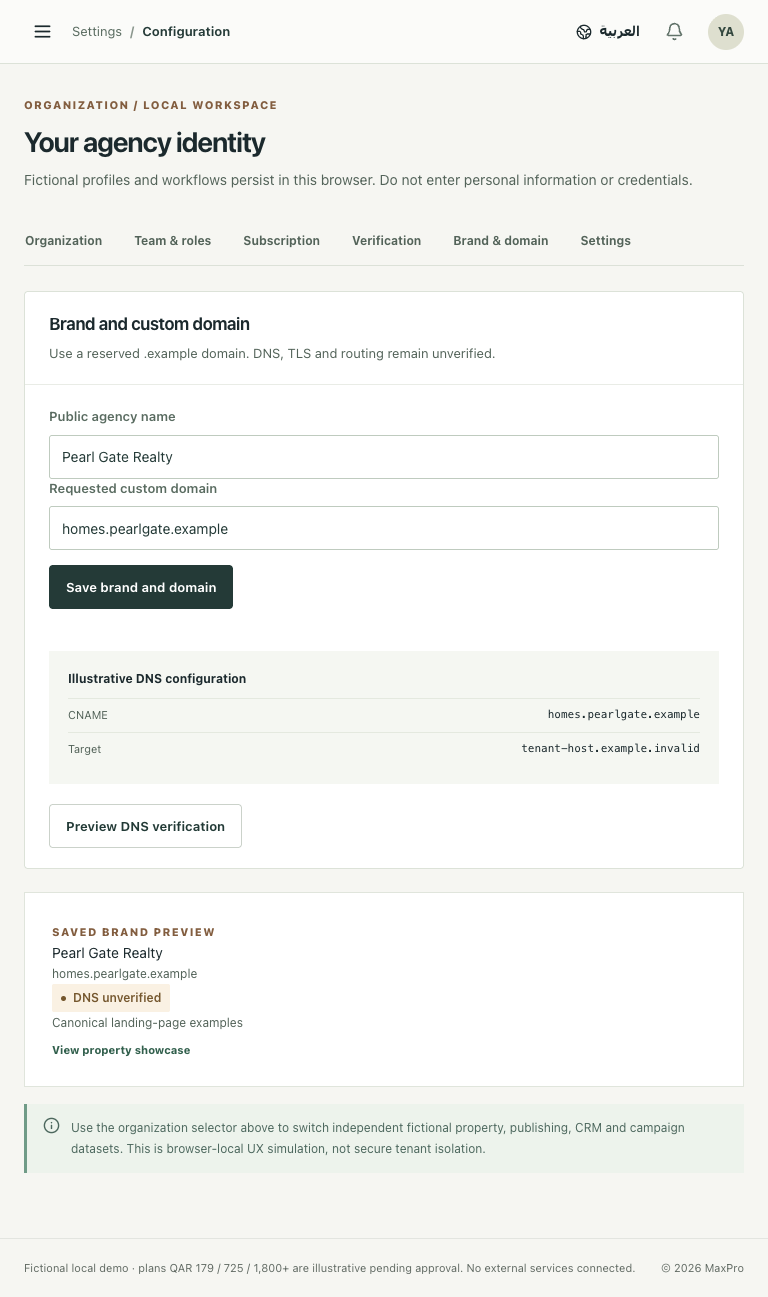 Settings / Configuration
العربية
YA
ORGANIZATION / LOCAL WORKSPACE
Your agency identity
Fictional profiles and workflows persist in this browser. Do not enter personal information or credentials.
Organization Team & roles Subscription Verification Brand & domain Settings
Brand and custom domain
Use a reserved .example domain. DNS, TLS and routing remain unverified.
Public agency name
Pearl Gate Realty
Requested custom domain
homes.pearlgate.example
Save brand and domain
Illustrative DNS configuration
CNAME homes.pearlgate.example
Target tenant-host.example.invalid
Preview DNS verification
SAVED BRAND PREVIEW
Pearl Gate Realty
homes.pearlgate.example
DNS unverified
Canonical landing-page examples
View property showcase
Use the organization selector above to switch independent fictional property, publishing, CRM and campaign
datasets. This is browser-local UX simulation, not secure tenant isolation.
Fictional local demo · plans QAR 179 / 725 / 1,800+ are illustrative pending approval. No external services connected. © 2026 MaxPro